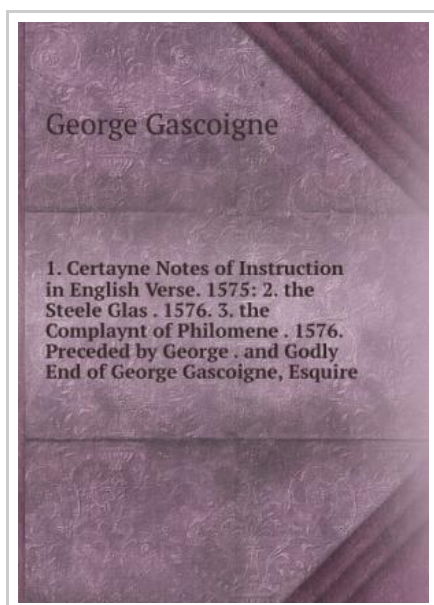 George Gascoigne
1. Certayne Notes of Instruction
in English Verse. 1575: 2. the
Steele Glas . 1576. 3. the
Complaynt of Philomene . 1576.
Preceded by George . and Godly
End of George Gascoigne, Esquire